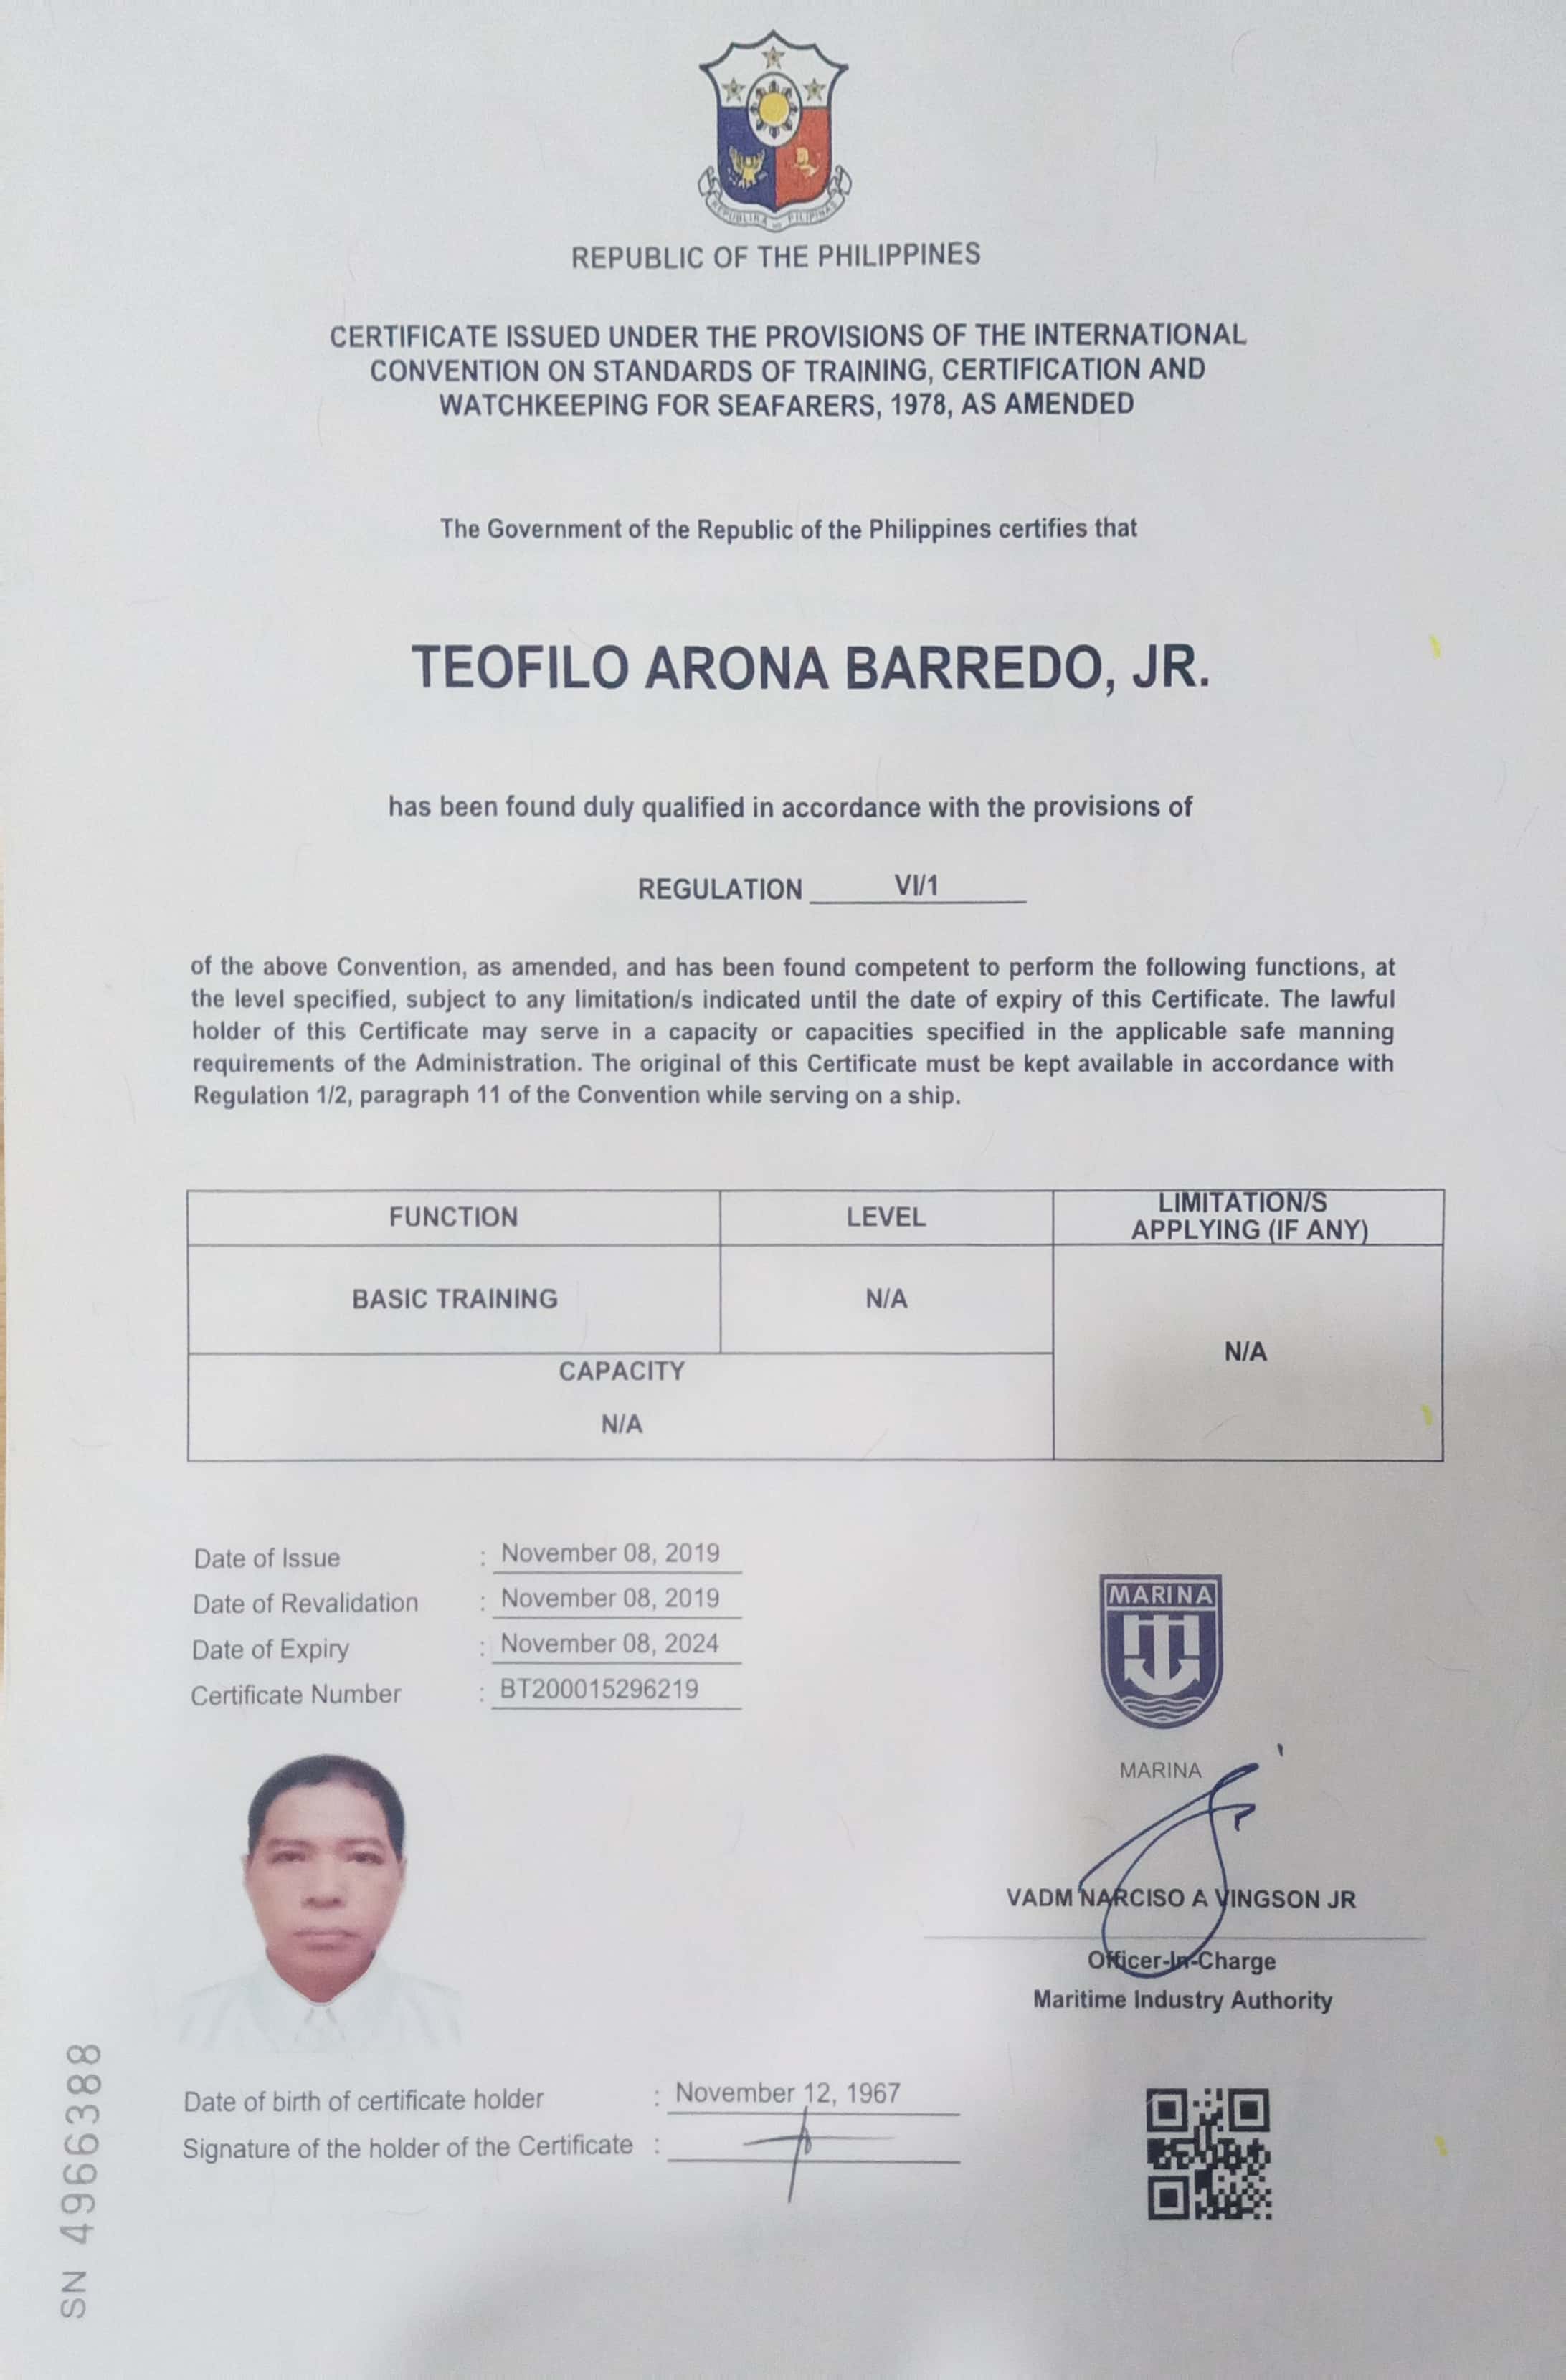 REPUBLIKA NG PILIPINAS
REPUBLIC OF THE PHILIPPINES
CERTIFICATE ISSUED UNDER THE PROVISIONS OF THE INTERNATIONAL
CONVENTION ON STANDARDS OF TRAINING, CERTIFICATION AND
WATCHKEEPING FOR SEAFARERS, 1978, AS AMENDED
The Government of the Republic of the Philippines certifies that
TEOFILO ARONA BARREDO, JR.
has been found duly qualified in accordance with the provisions of
REGULATION VI/1
of the above Convention, as amended, and has been found competent to perform the following functions, at
the level specified, subject to any limitation/s indicated until the date of expiry of this Certificate. The lawful
holder of this Certificate may serve in a capacity or capacities specified in the applicable safe manning
requirements of the Administration. The original of this Certificate must be kept available in accordance with
Regulation 1/2, paragraph 11 of the Convention while serving on a ship.
FUNCTION LEVEL LIMITATION/S
APPLYING (IF ANY)
BASIC TRAINING N/A N/A
CAPACITY
N/A
Date of Issue : November 08, 2019
Date of Revalidation : November 08, 2019
Date of Expiry : November 08, 2024
Certificate Number : BT200015296219
MARINA
MARINA
VADM NARCISO A VINGSON JR
Officer-In-Charge
Maritime Industry Authority
Date of birth of certificate holder : November 12, 1967
Signature of the holder of the Certificate :
SN 4966388